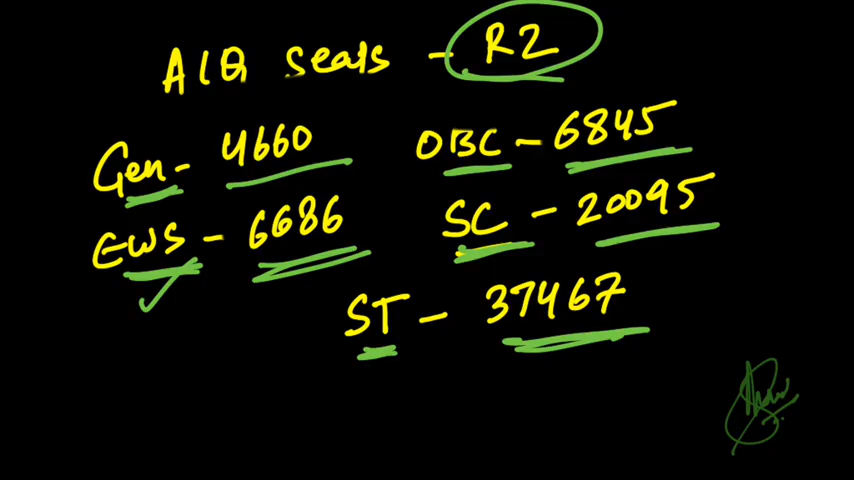 AIQ seats - R2
Gen - 4660
OBC - 6845
EWS - 6686
SC - 20095
ST - 37467